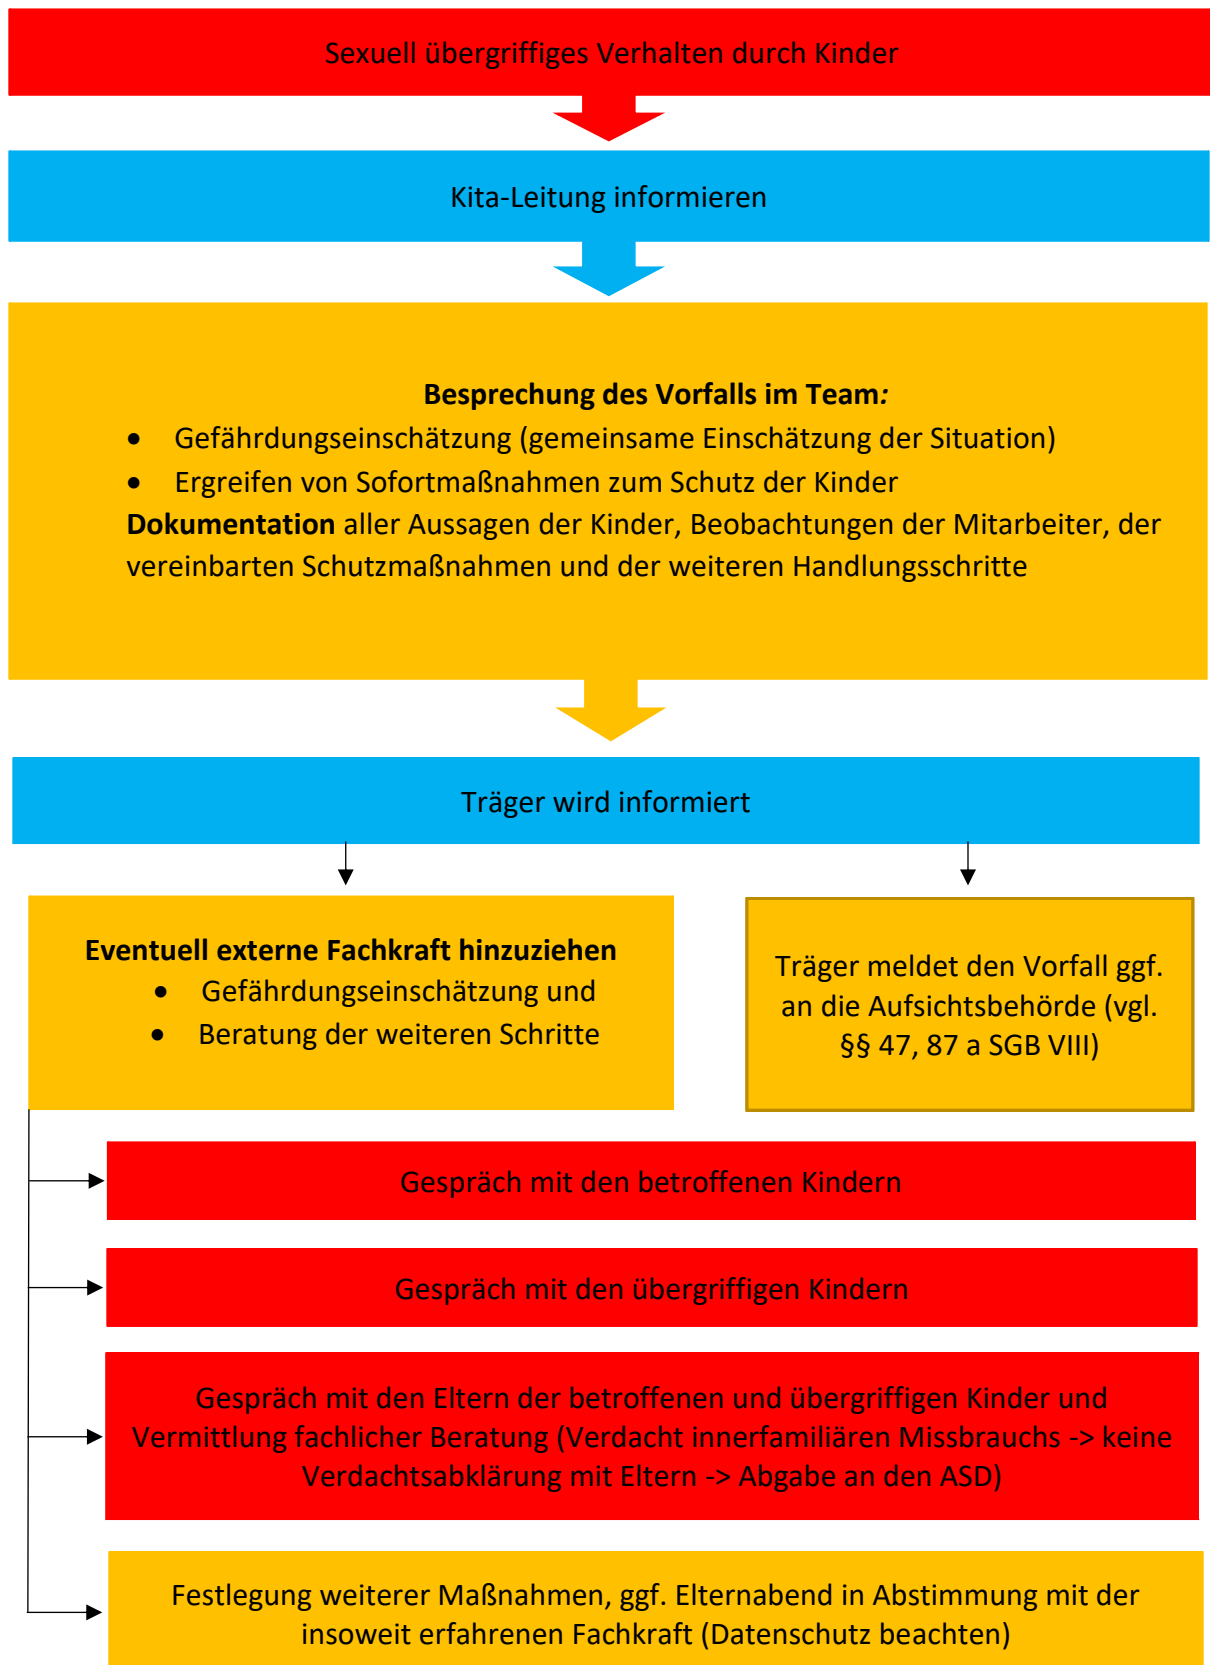 Sexuell übergriffiges Verhalten durch Kinder
Kita-Leitung informieren
Besprechung des Vorfalls im Team:
• Gefährdungseinschätzung (gemeinsame Einschätzung der Situation)
• Ergreifen von Sofortmaßnahmen zum Schutz der Kinder
Dokumentation aller Aussagen der Kinder, Beobachtungen der Mitarbeiter, der
vereinbarten Schutzmaßnahmen und der weiteren Handlungsschritte
Träger wird informiert
Eventuell externe Fachkraft hinzuziehen
• Gefährdungseinschätzung und
• Beratung der weiteren Schritte
Träger meldet den Vorfall ggf.
an die Aufsichtsbehörde (vgl.
§§ 47, 87 a SGB VIII)
Gespräch mit den betroffenen Kindern
Gespräch mit den übergriffigen Kindern
Gespräch mit den Eltern der betroffenen und übergriffigen Kinder und
Vermittlung fachlicher Beratung (Verdacht innerfamiliären Missbrauchs -> keine
Verdachtsabklärung mit Eltern -> Abgabe an den ASD)
Festlegung weiterer Maßnahmen, ggf. Elternabend in Abstimmung mit der
insoweit erfahrenen Fachkraft (Datenschutz beachten)